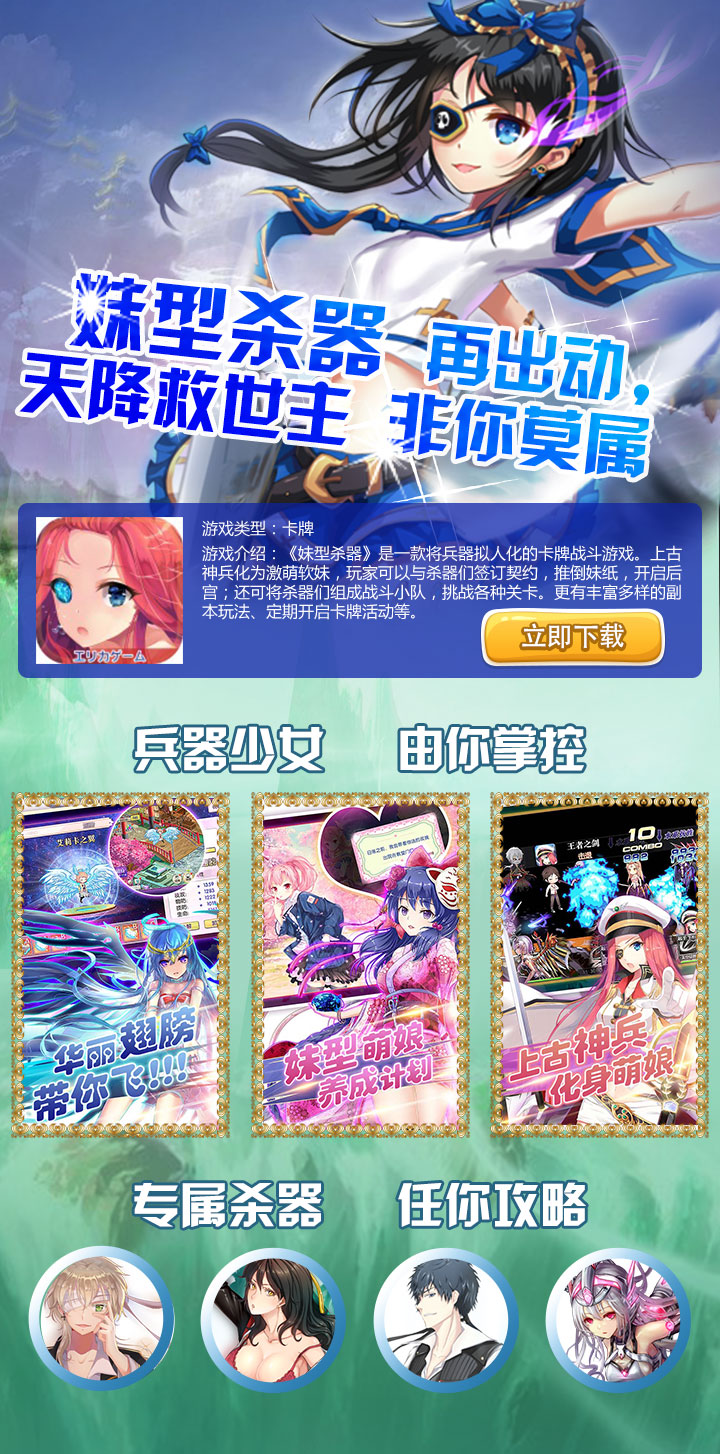 妹型杀器 再出动，
天降救世主 非你莫属
游戏类型：卡牌
游戏介绍：《妹型杀器》是一款将兵器拟人化的卡牌战斗游戏。上古
神兵化为激萌软妹，玩家可以与杀器们签订契约，推倒妹纸，开启后
宫；还可将杀器们组成战斗小队，挑战各种关卡。更有丰富多样的副
本玩法、定期开启卡牌活动等。
エリカゲーム
立即下载
兵器少女 由你掌控
艾莉卡之翼
华丽翅膀
带你飞!!!
妹型萌娘
养成计划
王者之剑
10
COMBO
上古神兵
化身萌娘
专属杀器 任你攻略